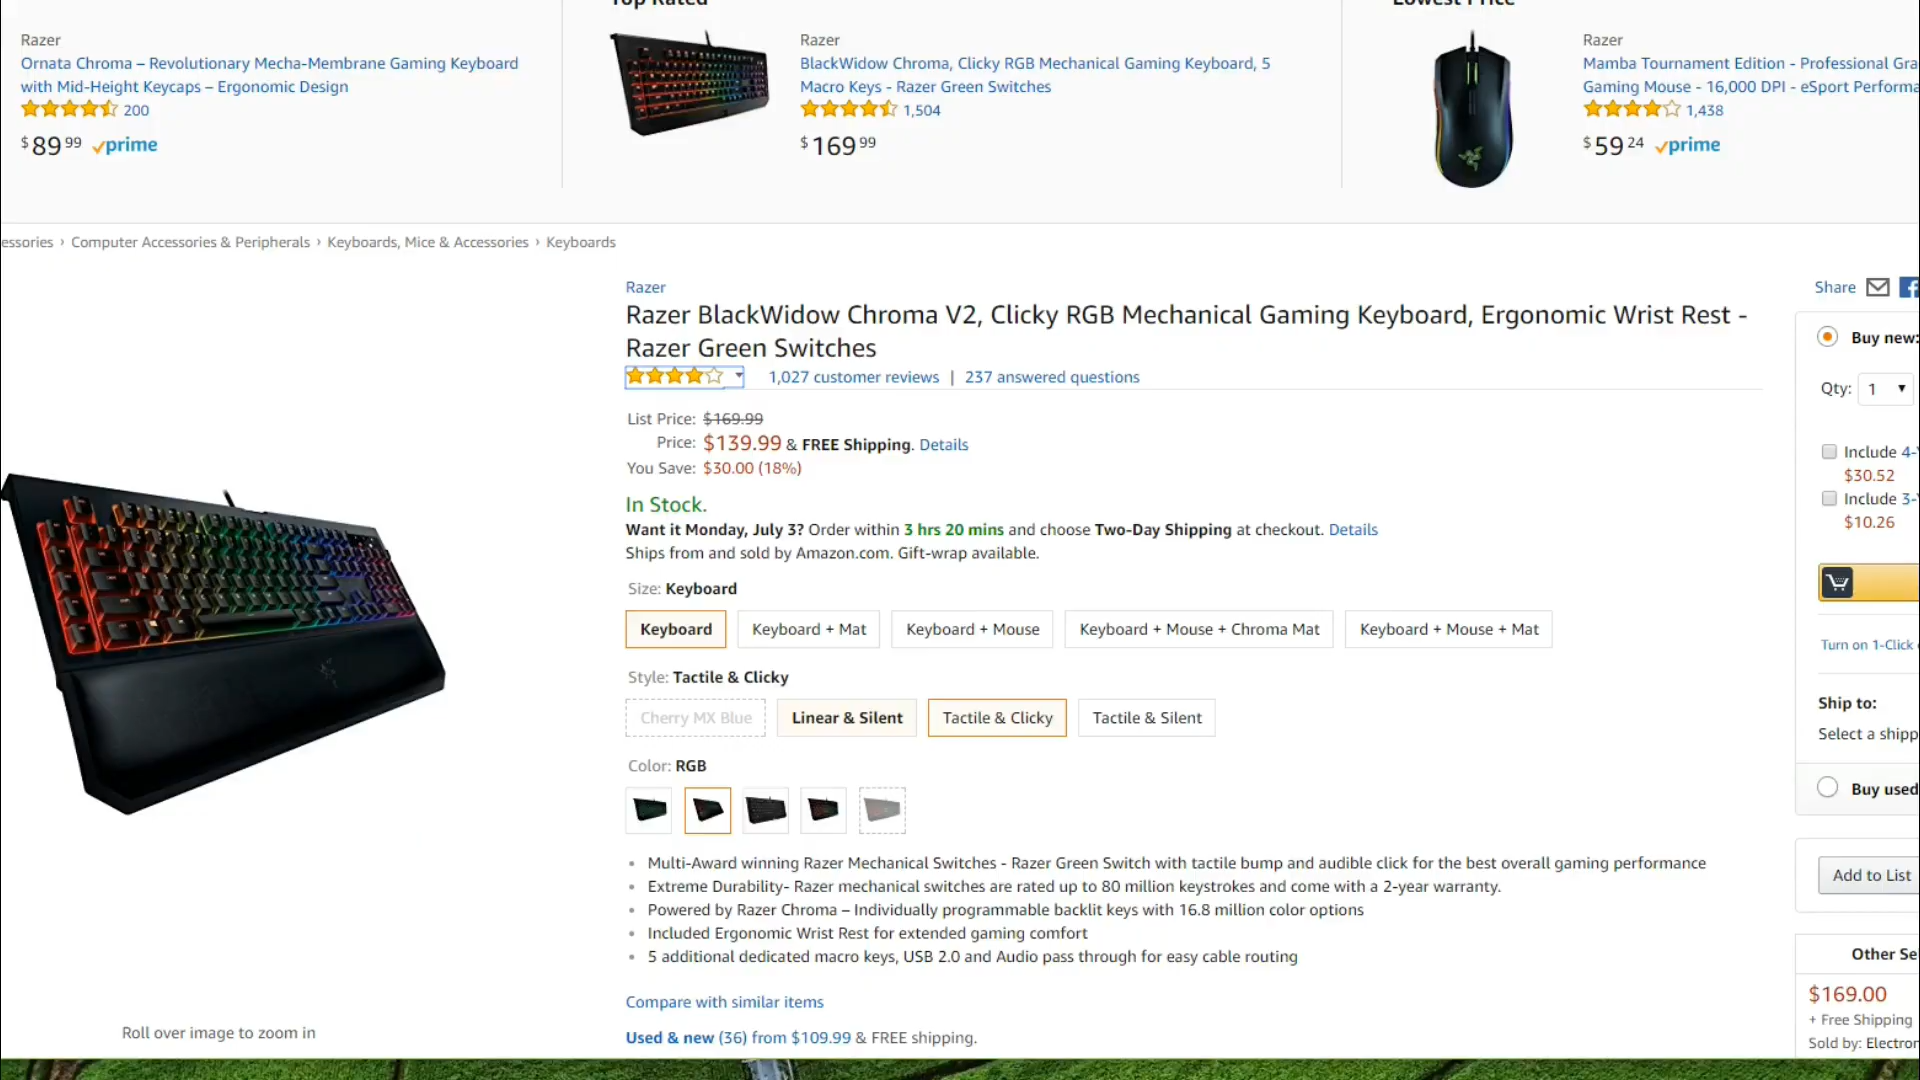 Top Rated
Lowest Price
Razer
Ornata Chroma – Revolutionary Mecha-Membrane Gaming Keyboard
with Mid-Height Keycaps – Ergonomic Design
200
$89 99 prime
Razer
BlackWidow Chroma, Clicky RGB Mechanical Gaming Keyboard, 5
Macro Keys - Razer Green Switches
1,504
$169 99
Razer
Mamba Tournament Edition - Professional Gra
Gaming Mouse - 16,000 DPI - eSport Performa
1,438
$59 24 prime
essories › Computer Accessories & Peripherals › Keyboards, Mice & Accessories › Keyboards
Razer
Razer BlackWidow Chroma V2, Clicky RGB Mechanical Gaming Keyboard, Ergonomic Wrist Rest -
Razer Green Switches
1,027 customer reviews | 237 answered questions
List Price: $169.99
Price: $139.99 & FREE Shipping. Details
You Save: $30.00 (18%)
In Stock.
Want it Monday, July 3? Order within 3 hrs 20 mins and choose Two-Day Shipping at checkout. Details
Ships from and sold by Amazon.com. Gift-wrap available.
Size: Keyboard
Keyboard
Keyboard + Mat
Keyboard + Mouse
Keyboard + Mouse + Chroma Mat
Keyboard + Mouse + Mat
Style: Tactile & Clicky
Cherry MX Blue
Linear & Silent
Tactile & Clicky
Tactile & Silent
Color: RGB
• Multi-Award winning Razer Mechanical Switches - Razer Green Switch with tactile bump and audible click for the best overall gaming performance
• Extreme Durability- Razer mechanical switches are rated up to 80 million keystrokes and come with a 2-year warranty.
• Powered by Razer Chroma – Individually programmable backlit keys with 16.8 million color options
• Included Ergonomic Wrist Rest for extended gaming comfort
• 5 additional dedicated macro keys, USB 2.0 and Audio pass through for easy cable routing
Compare with similar items
Used & new (36) from $109.99 & FREE shipping.
Roll over image to zoom in
Share
Buy new:
Qty: 1
Include 4-
$30.52
Include 3-
$10.26
Turn on 1-Click
Ship to:
Select a shipp
Buy used
Add to List
Other Se
$169.00
+ Free Shipping
Sold by: Electron